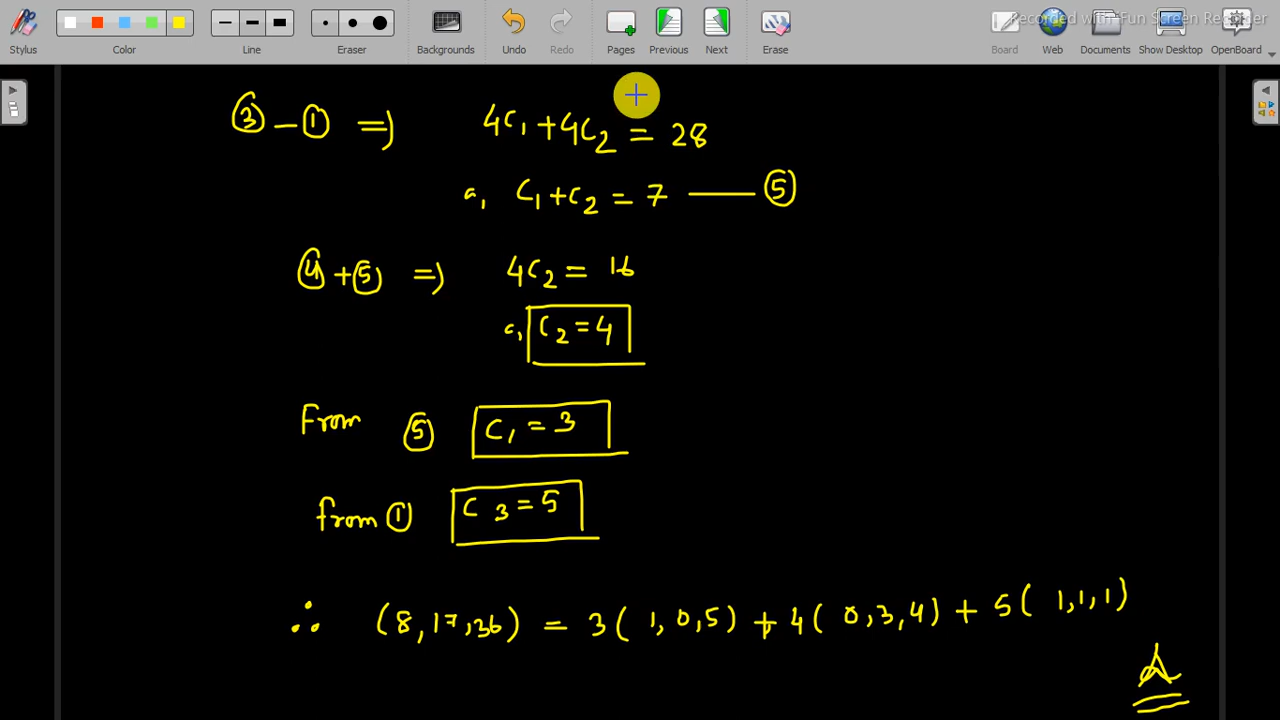 Stylus Color Line Eraser Backgrounds Undo Redo Pages Previous Next Erase Board Web Documents Show Desktop OpenBoard
Recorded with Fun Screen Recorder
③ – ① ⇒ 4C₁ + 4C₂ = 28
a, C₁ + C₂ = 7 —— ⑤
④ + ⑤ ⇒ 4C₂ = 16
a, C₂ = 4
From ⑤ C₁ = 3
from ① C₃ = 5
∴ (8, 17, 36) = 3(1, 0, 5) + 4(0, 3, 4) + 5(1, 1, 1)